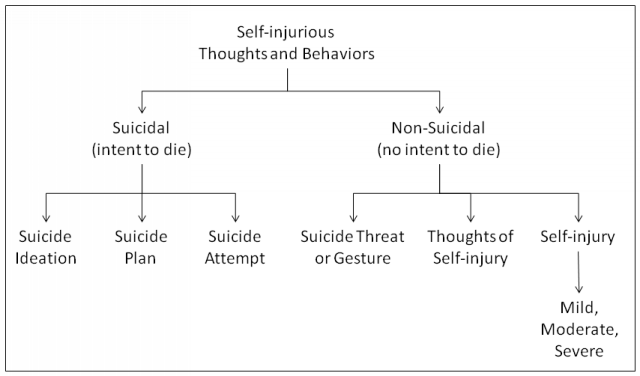 Self-injurious
Thoughts and Behaviors
Suicidal
(intent to die)
Non-Suicidal
(no intent to die)
Suicide
Ideation
Suicide
Plan
Suicide
Attempt
Suicide Threat
or Gesture
Thoughts of
Self-injury
Self-injury
Mild,
Moderate,
Severe